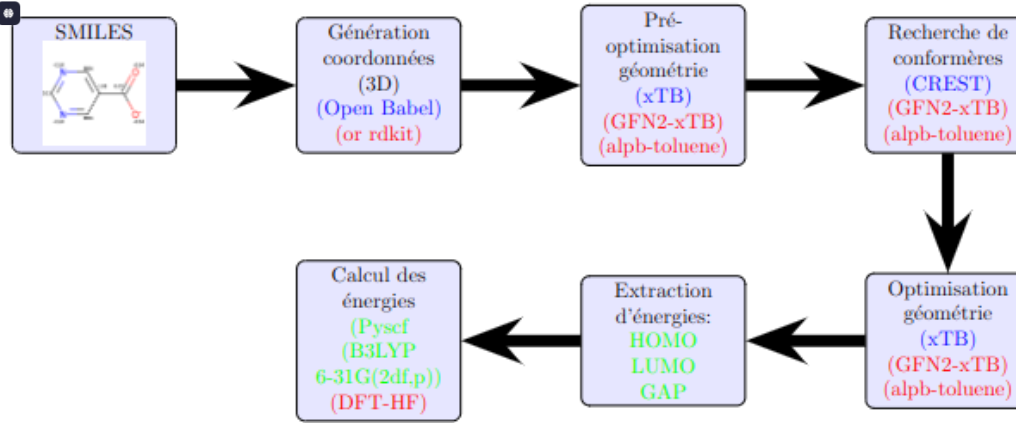 SMILES
Génération
coordonnées
(3D)
(Open Babel)
(or rdkit)
Pré-
optimisation
géométrie
(xTB)
(GFN2-xTB)
(alpb-toluene)
Recherche de
conformères
(CREST)
(GFN2-xTB)
(alpb-toluene)
Optimisation
géométrie
(xTB)
(GFN2-xTB)
(alpb-toluene)
Extraction
d'énergies:
HOMO
LUMO
GAP
Calcul des
énergies
(Pyscf
(B3LYP
6-31G(2df,p))
(DFT-HF)